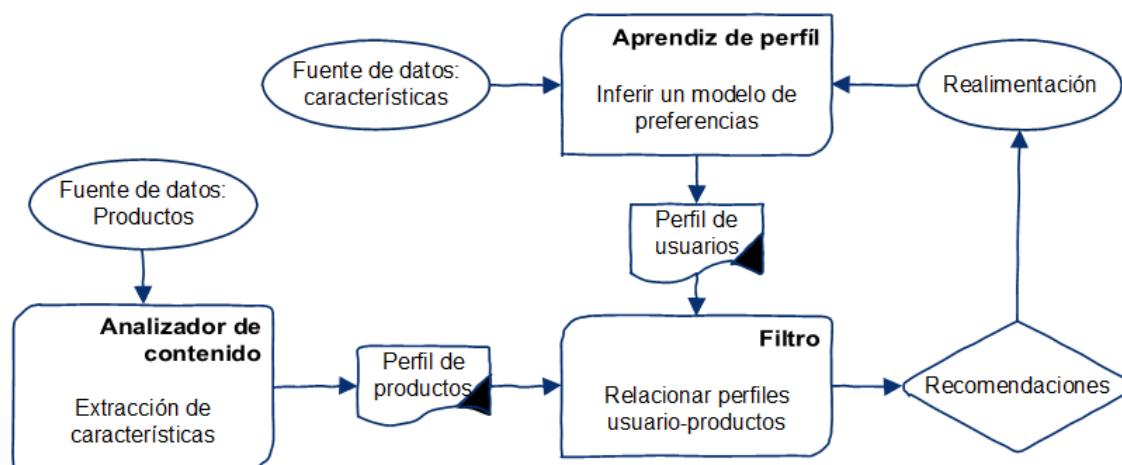 Aprendiz de perfíl
Inferir un modelo de
preferencias
Fuente de datos:
características
Realimentación
Fuente de datos:
Productos
Perfil de
usuarios
Analizador de
contenido
Extracción de
características
Perfil de
productos
Filtro
Relacionar perfiles
usuario-productos
Recomendaciones